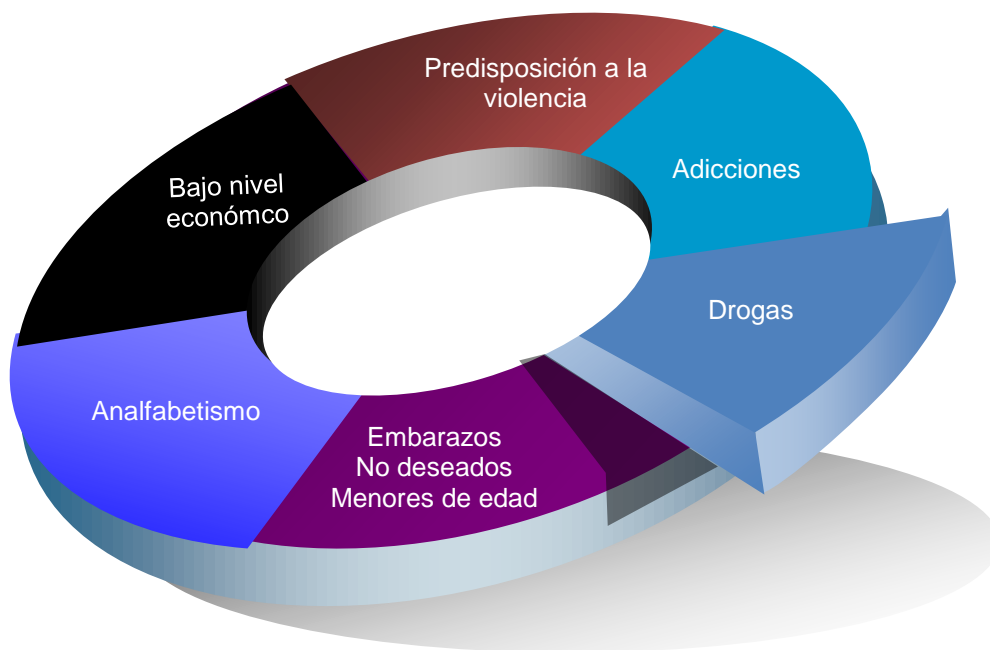 Predisposición a la
violencia
Adicciones
Bajo nivel
económco
Drogas
Analfabetismo
Embarazos
No deseados
Menores de edad